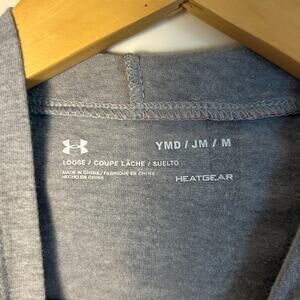 YMD / JM / M
LOOSE / COUPE LÂCHE / SUELTO
MADE IN CHINA / FABRIQUÉ EN CHINE /
HECHO EN CHINA
HEATGEAR